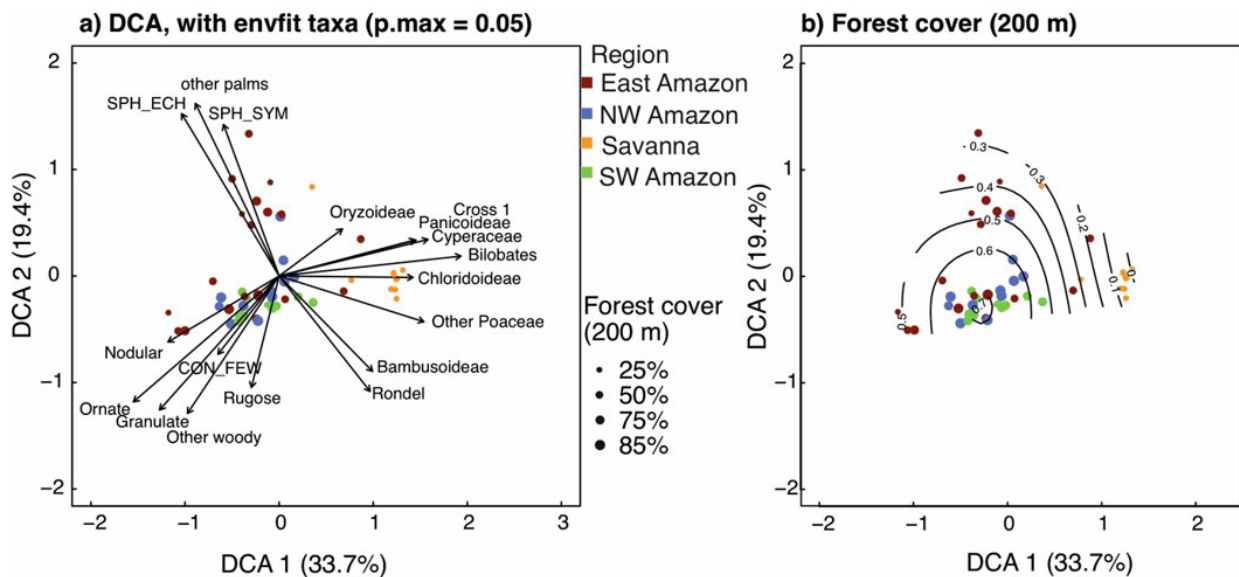 a) DCA, with envfit taxa (p.max = 0.05)
2
1
0
−1
−2
DCA 2 (19.4%)
other palms
SPH_ECH
SPH_SYM
Oryzoideae
Cross 1
Panicoideae
Cyperaceae
Bilobates
Chloridoideae
Other Poaceae
Bambusoideae
Rondel
Nodular
CON_FEW
Rugose
Ornate
Granulate
Other woody
−2
−1
0
1
2
3
DCA 1 (33.7%)
Region
East Amazon
NW Amazon
Savanna
SW Amazon
Forest cover
(200 m)
25%
50%
75%
85%
b) Forest cover (200 m)
2
1
0
−1
−2
DCA 2 (19.4%)
0.3
0.3
0.4
0.2
0.5
0.6
0.1
0.5
−2
−1
0
1
2
DCA 1 (33.7%)